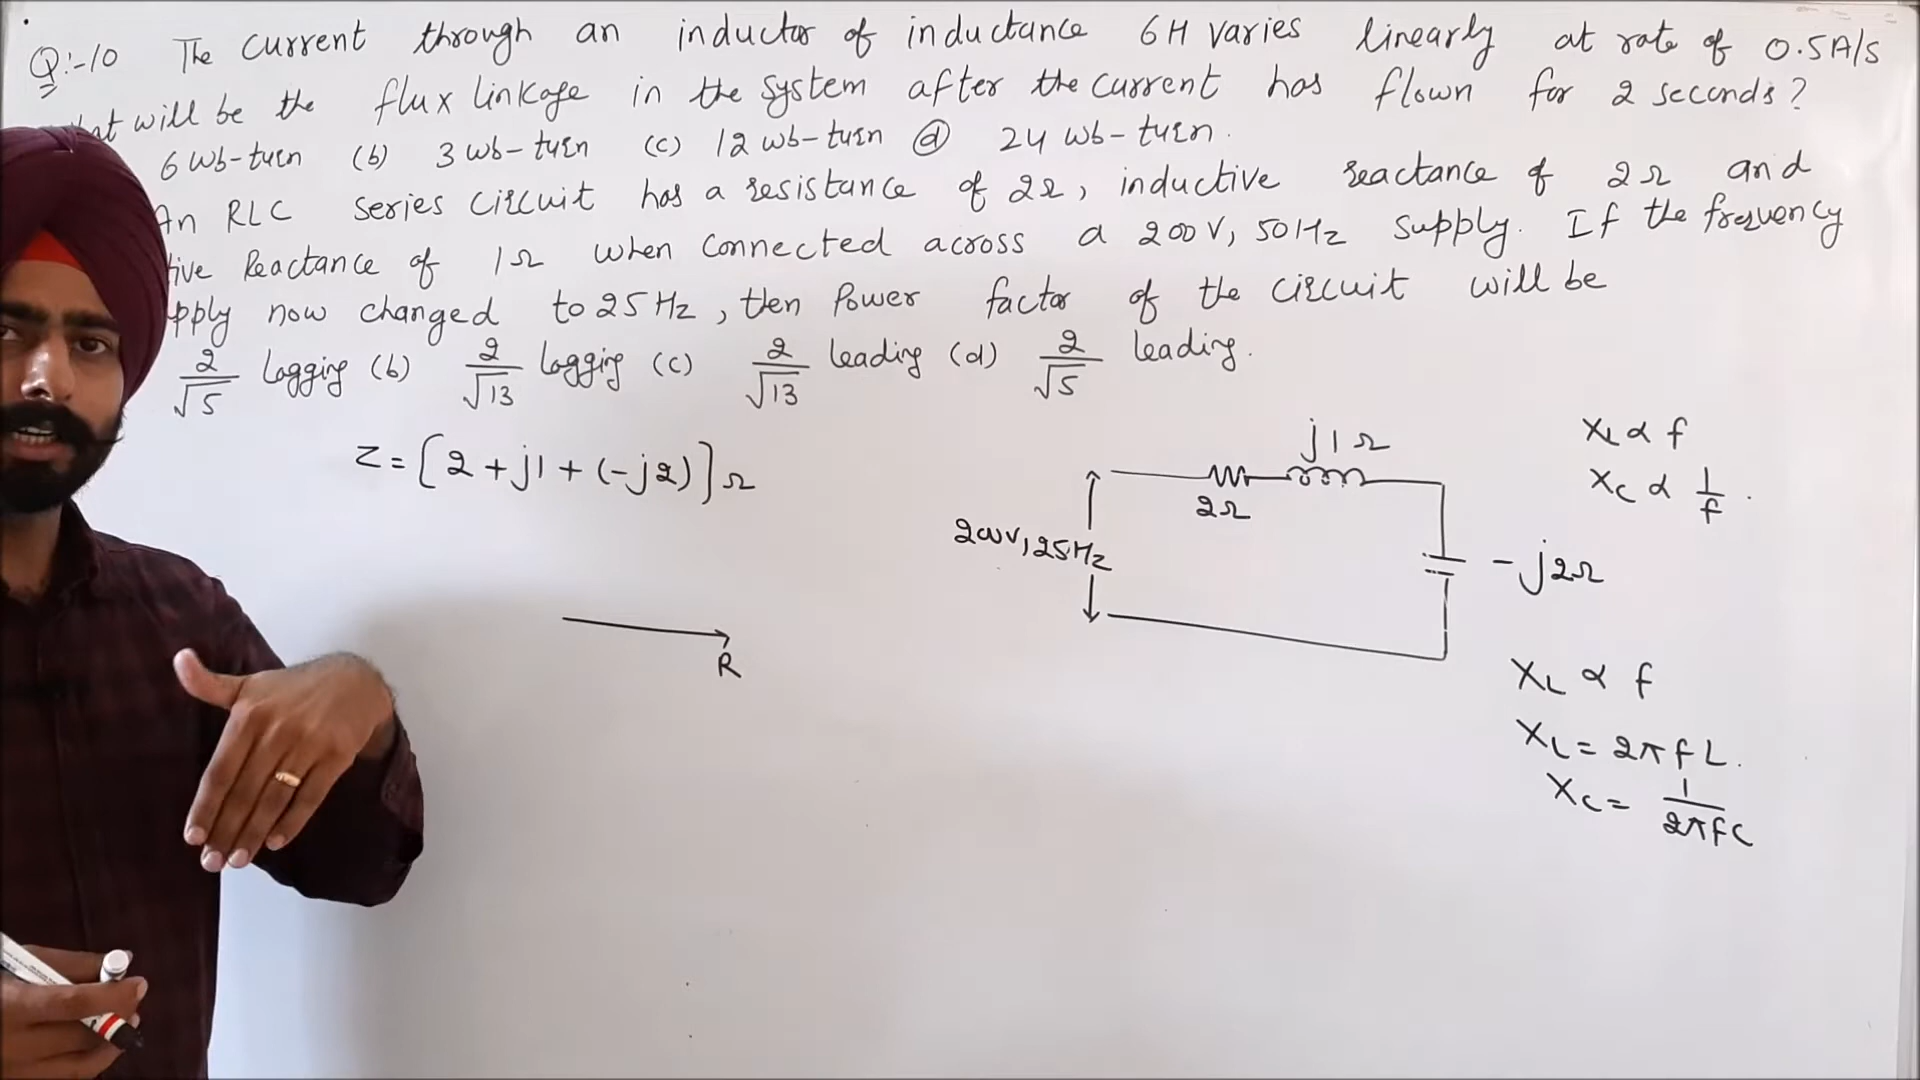 Q:-10 The current through an inductor of inductance 6H varies linearly at rate of 0.5A/s
will be the flux linkage in the system after the current has flown for 2 seconds?
6 wb-turn (b) 3 wb-turn (c) 12 wb-turn (d) 24 wb-turn.
An RLC series circuit has a resistance of 2Ω, inductive reactance of 2Ω and
Reactance of 1Ω when connected across a 200V, 50Hz supply. If the frequency
now changed to 25Hz, then Power factor of the circuit will be
2/√5 lagging (b) 2/√13 lagging (c) 2/√13 leading (d) 2/√5 leading.
Z = [2 + j1 + (-j2)] Ω
j1Ω
2Ω
200V, 25Hz
-j2Ω
R
XL ∝ f
XC ∝ 1/f.
XL ∝ f
XL = 2πfL.
XC = 1/2πfC